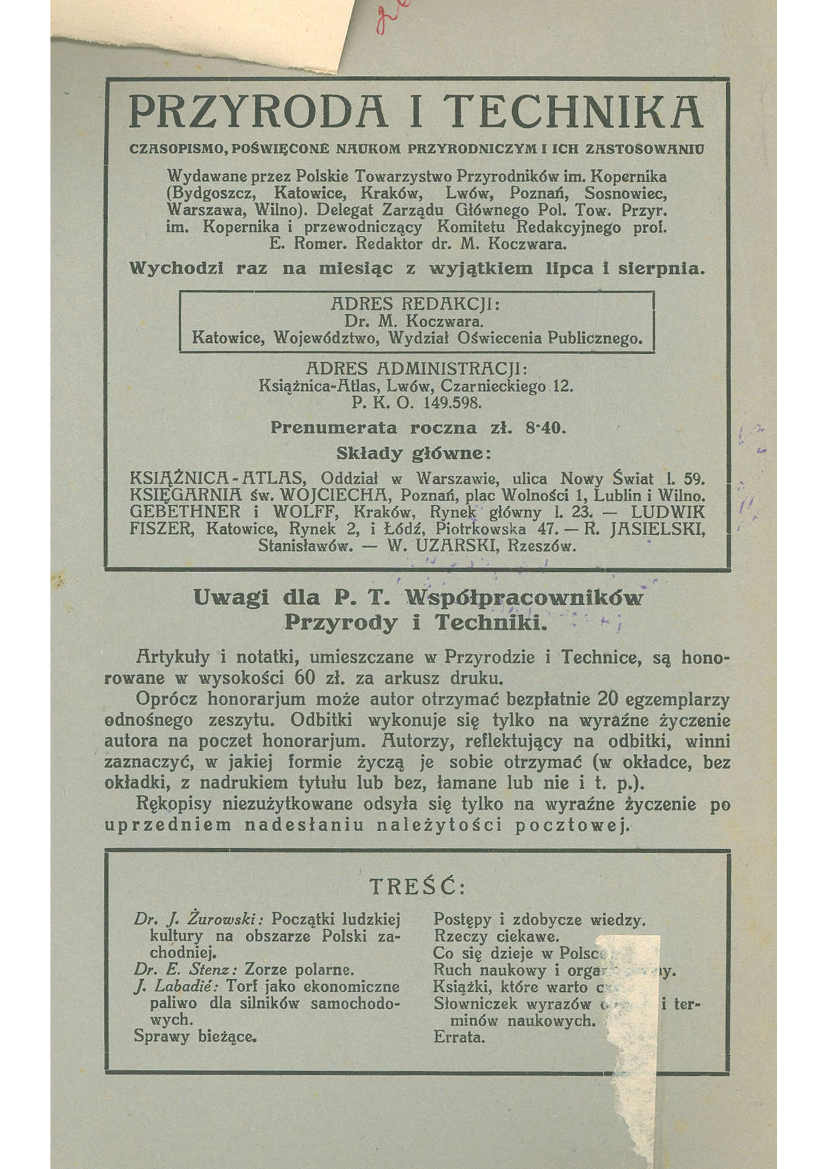 PRZYRODA I TECHNIKA
CZASOPISMO, POŚWIĘCONE NAUKOM PRZYRODNICZYM I ICH ZASTOSOWANIU
Wydawane przez Polskie Towarzystwo Przyrodników im. Kopernika
(Bydgoszcz, Katowice, Kraków, Lwów, Poznań, Sosnowiec,
Warszawa, Wilno). Delegat Zarządu Głównego Pol. Tow. Przyr.
im. Kopernika i przewodniczący Komitetu Redakcyjnego prof.
E. Romer. Redaktor dr. M. Koczwara.
Wychodzi raz na miesiąc z wyjątkiem lipca i sierpnia.
ADRES REDAKCJI:
Dr. M. Koczwara.
Katowice, Województwo, Wydział Oświecenia Publicznego.
ADRES ADMINISTRACJI:
Książnica-Atlas, Lwów, Czarnieckiego 12.
P. K. O. 149.598.
Prenumerata roczna zł. 8·40.
Składy główne:
KSIĄŻNICA-ATLAS, Oddział w Warszawie, ulica Nowy Świat l. 59.
KSIĘGARNIA św. WOJCIECHA, Poznań, plac Wolności 1, Lublin i Wilno.
GEBETHNER i WOLFF, Kraków, Rynek główny l. 23. — LUDWIK
FISZER, Katowice, Rynek 2, i Łódź, Piotrkowska 47. — R. JASIELSKI,
Stanisławów. — W. UZARSKI, Rzeszów.
Uwagi dla P. T. Współpracowników
Przyrody i Techniki.
Artykuły i notatki, umieszczane w Przyrodzie i Technice, są hono-
rowane w wysokości 60 zł. za arkusz druku.
Oprócz honorarjum może autor otrzymać bezpłatnie 20 egzemplarzy
odnośnego zeszytu. Odbitki wykonuje się tylko na wyraźne życzenie
autora na poczet honorarjum. Autorzy, reflektujący na odbitki, winni
zaznaczyć, w jakiej formie życzą je sobie otrzymać (w okładce, bez
okładki, z nadrukiem tytułu lub bez, łamane lub nie i t. p.).
Rękopisy niezużytkowane odsyła się tylko na wyraźne życzenie po
uprzedniem nadesłaniu należytości pocztowej.
TREŚĆ:
Dr. J. Żurowski: Początki ludzkiej
kultury na obszarze Polski za-
chodniej.
Dr. E. Stenz: Zorze polarne.
J. Labadié: Torf jako ekonomiczne
paliwo dla silników samochodo-
wych.
Sprawy bieżące.
Postępy i zdobycze wiedzy.
Rzeczy ciekawe.
Co się dzieje w Polsce
Ruch naukowy i
Książki, które warto
Słowniczek wyrazów i ter-
minów naukowych.
Errata.